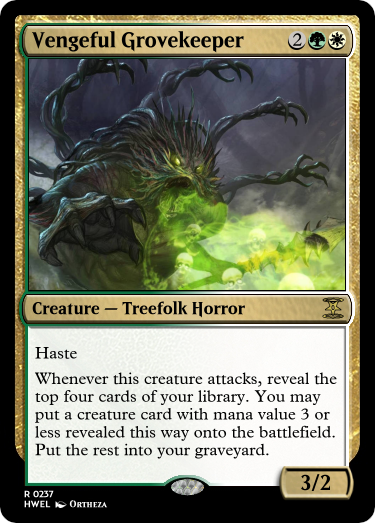 Vengeful Grovekeeper 2
Creature — Treefolk Horror
Haste
Whenever this creature attacks, reveal the
top four cards of your library. You may
put a creature card with mana value 3 or
less revealed this way onto the battlefield.
Put the rest into your graveyard.
3/2
R 0237
HWEL Ortheza